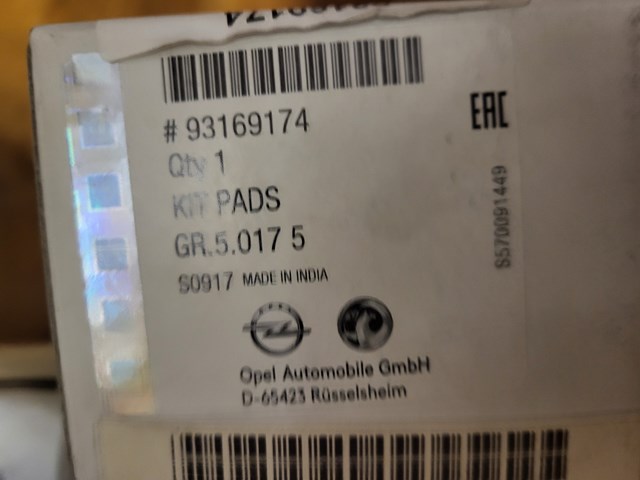 # 93169174
EAC
Qty 1
KIT PADS
GR.5.017 5
S0917 MADE IN INDIA
S570091449
Opel Automobile GmbH
D-65423 Rüsselsheim